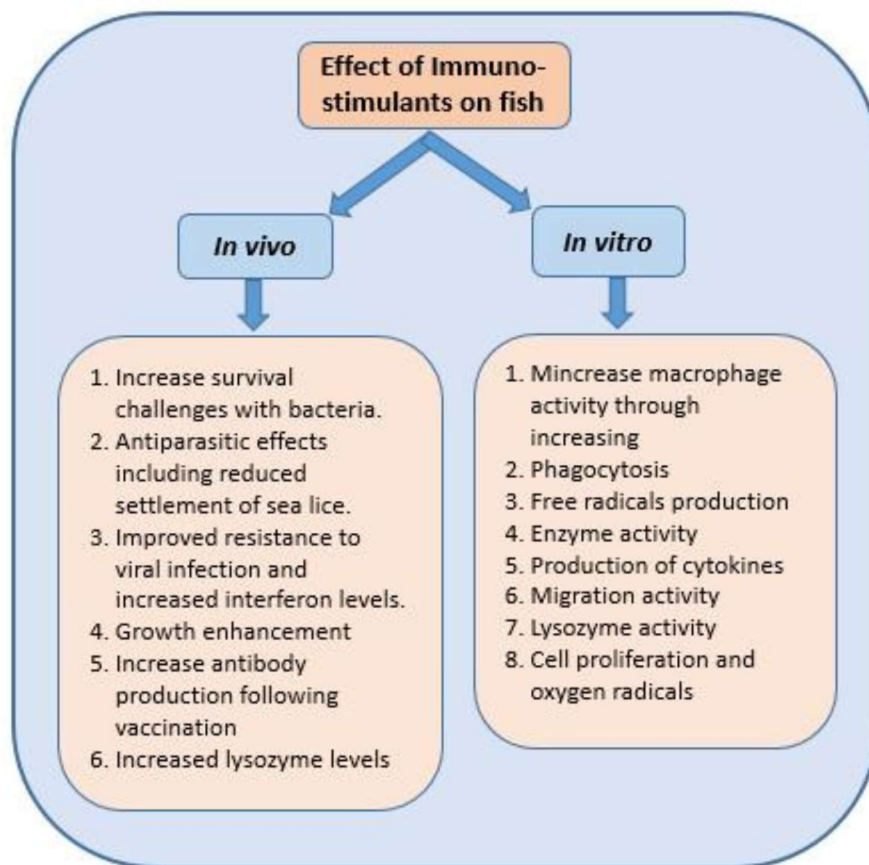 Effect of Immuno-
stimulants on fish
In vivo
In vitro
1. Increase survival
challenges with bacteria.
2. Antiparasitic effects
including reduced
settlement of sea lice.
3. Improved resistance to
viral infection and
increased interferon levels.
4. Growth enhancement
5. Increase antibody
production following
vaccination
6. Increased lysozyme levels
1. Mincrease macrophage
activity through
increasing
2. Phagocytosis
3. Free radicals production
4. Enzyme activity
5. Production of cytokines
6. Migration activity
7. Lysozyme activity
8. Cell proliferation and
oxygen radicals